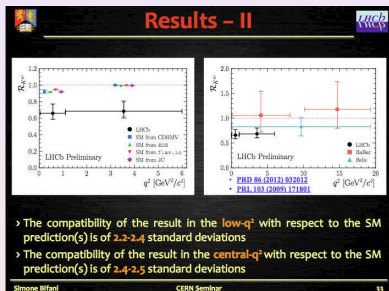 Results – II
LHCb
R_K*0
1.2
1.0
0.8
0.6
0.4
0.2
0.0
LHCb
SM from CDHMV
SM from EOS
SM from flav.io
SM from JC
LHCb Preliminary
0 1 2 3 4 5 6
q² [GeV²/c⁴]
R_K*0
2.0
1.5
1.0
0.5
0.0
LHCb
BaBar
Belle
LHCb Preliminary
0 5 10 15 20
q² [GeV²/c⁴]
• PRD 86 (2012) 032012
• PRL 103 (2009) 171801
› The compatibility of the result in the low-q² with respect to the SM
prediction(s) is of 2.2-2.4 standard deviations
› The compatibility of the result in the central-q² with respect to the SM
prediction(s) is of 2.4-2.5 standard deviations
Simone Bifani CERN Seminar 33